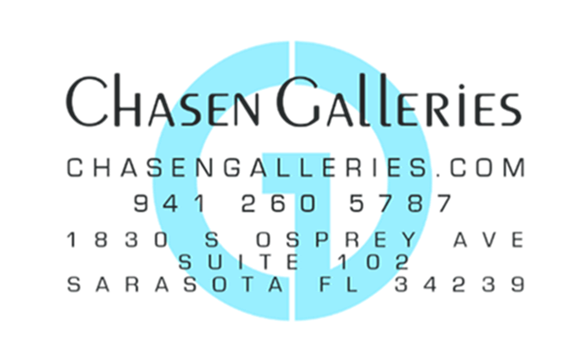 Chasen Galleries
CHASENGALLERIES.COM
941 260 5787
1830 S OSPREY AVE
SUITE 102
SARASOTA FL 34239